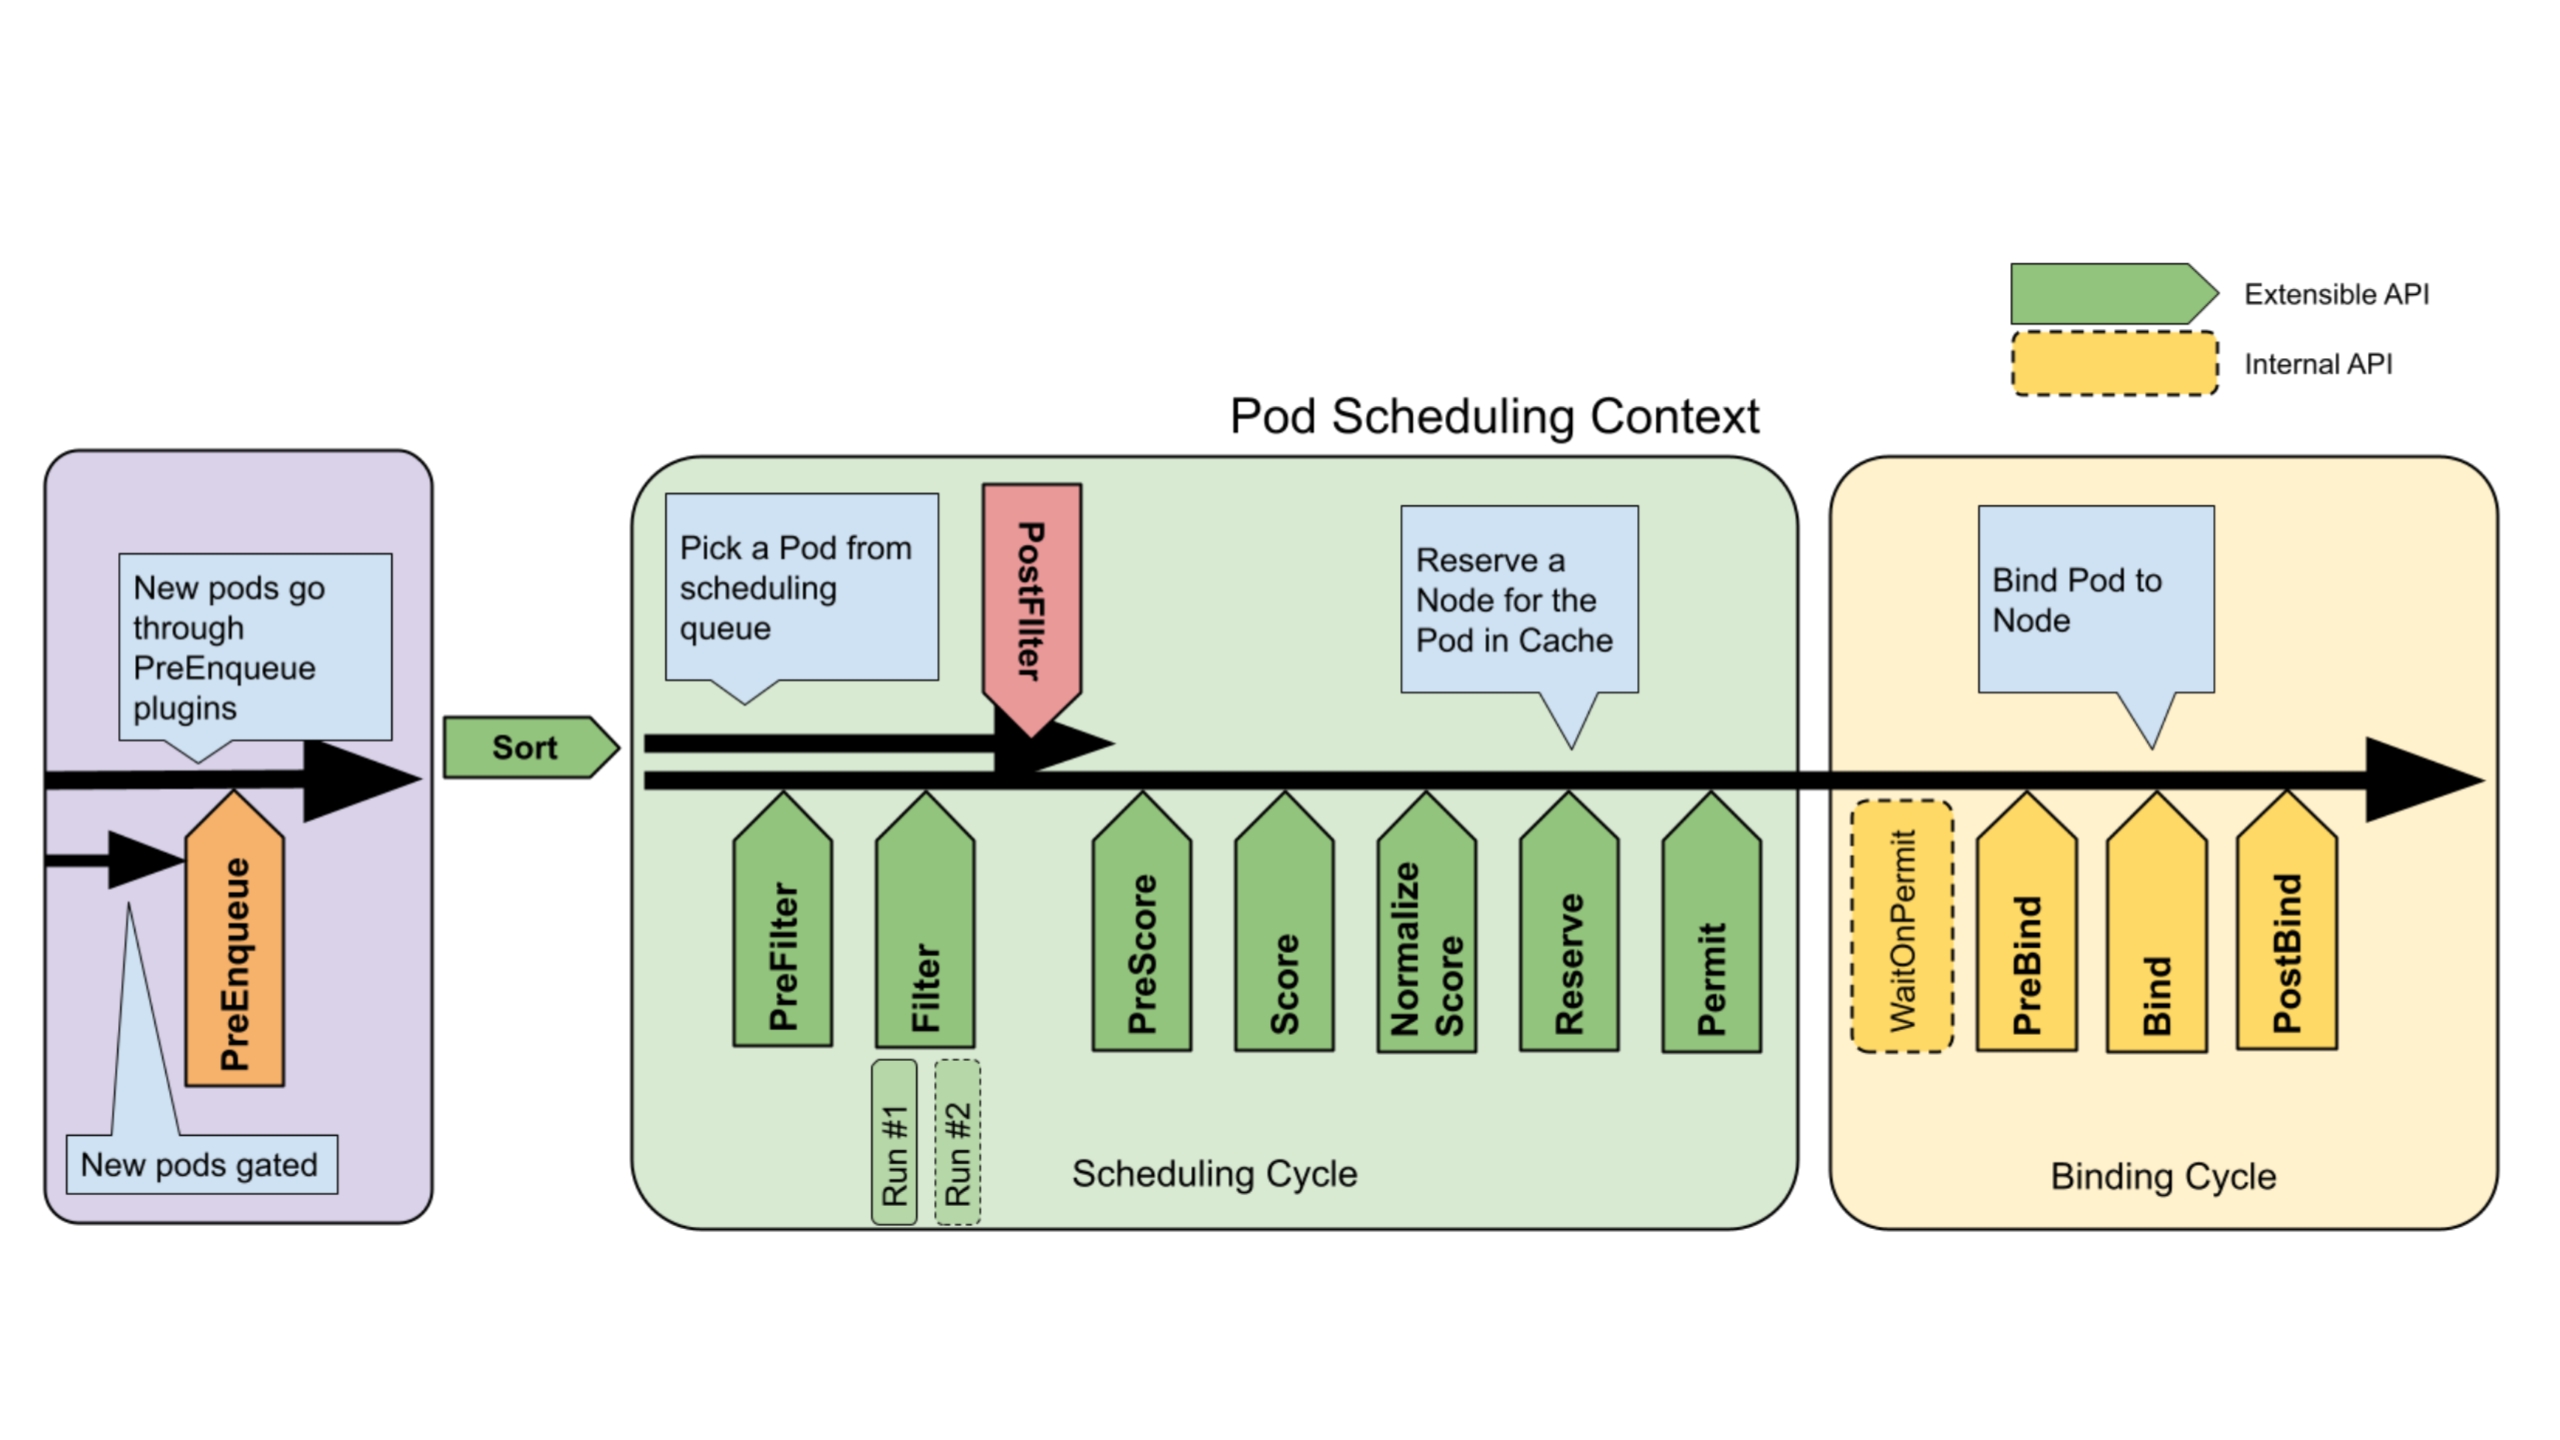 Extensible API
Internal API
Pod Scheduling Context
New pods go
through
PreEnqueue
plugins
PreEnqueue
New pods gated
Sort
Pick a Pod from
scheduling
queue
PostFIlter
Reserve a
Node for the
Pod in Cache
PreFilter
Filter
Run #1
Run #2
PreScore
Score
Normalize
Score
Reserve
Permit
Scheduling Cycle
Bind Pod to
Node
WaitOnPermit
PreBind
Bind
PostBind
Binding Cycle